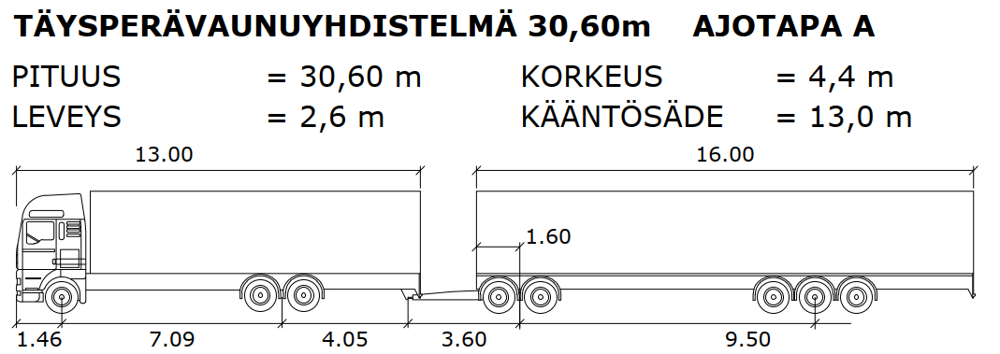 TÄYSPERÄVAUNUYHDISTELMÄ 30,60m AJOTAPA A
PITUUS = 30,60 m KORKEUS = 4,4 m
LEVEYS = 2,6 m KÄÄNTÖSÄDE = 13,0 m
13.00 16.00
1.60
1.46 7.09 4.05 3.60 9.50